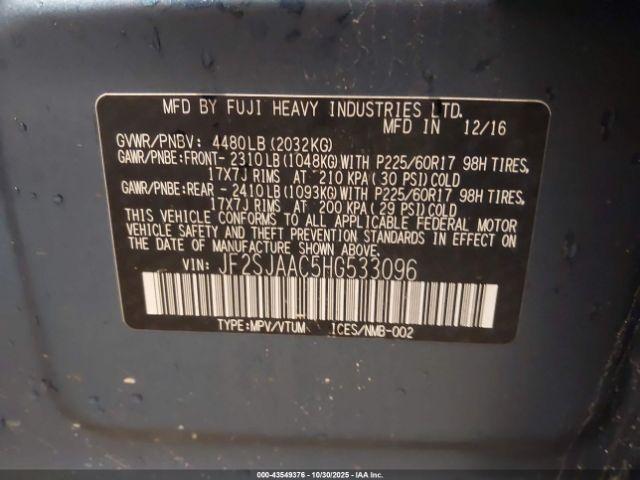 MFD BY FUJI HEAVY INDUSTRIES LTD.
MFD IN 12/16
GVWR/PNBV: 4480LB(2032KG)
GAWR/PNBE:FRONT- 2310LB(1048KG)WITH P225/60R17 98H TIRES,
17X7J RIMS AT 210 KPA(30 PSI)COLD
GAWR/PNBE:REAR - 2410LB(1093KG)WITH P225/60R17 98H TIRES,
17X7J RIMS AT 200 KPA(29 PSI)COLD
THIS VEHICLE CONFORMS TO ALL APPLICABLE FEDERAL MOTOR
VEHICLE SAFETY AND THEFT PREVENTION STANDARDS IN
EFFECT ON THE DATE OF MANUFACTURE SHOWN ABOVE.
VIN: JF2SJAAC5HG533096
TYPE:MPV/VTUM ICES/NMB-002
000-43549376 - 10/30/2025 - IAA, Inc.